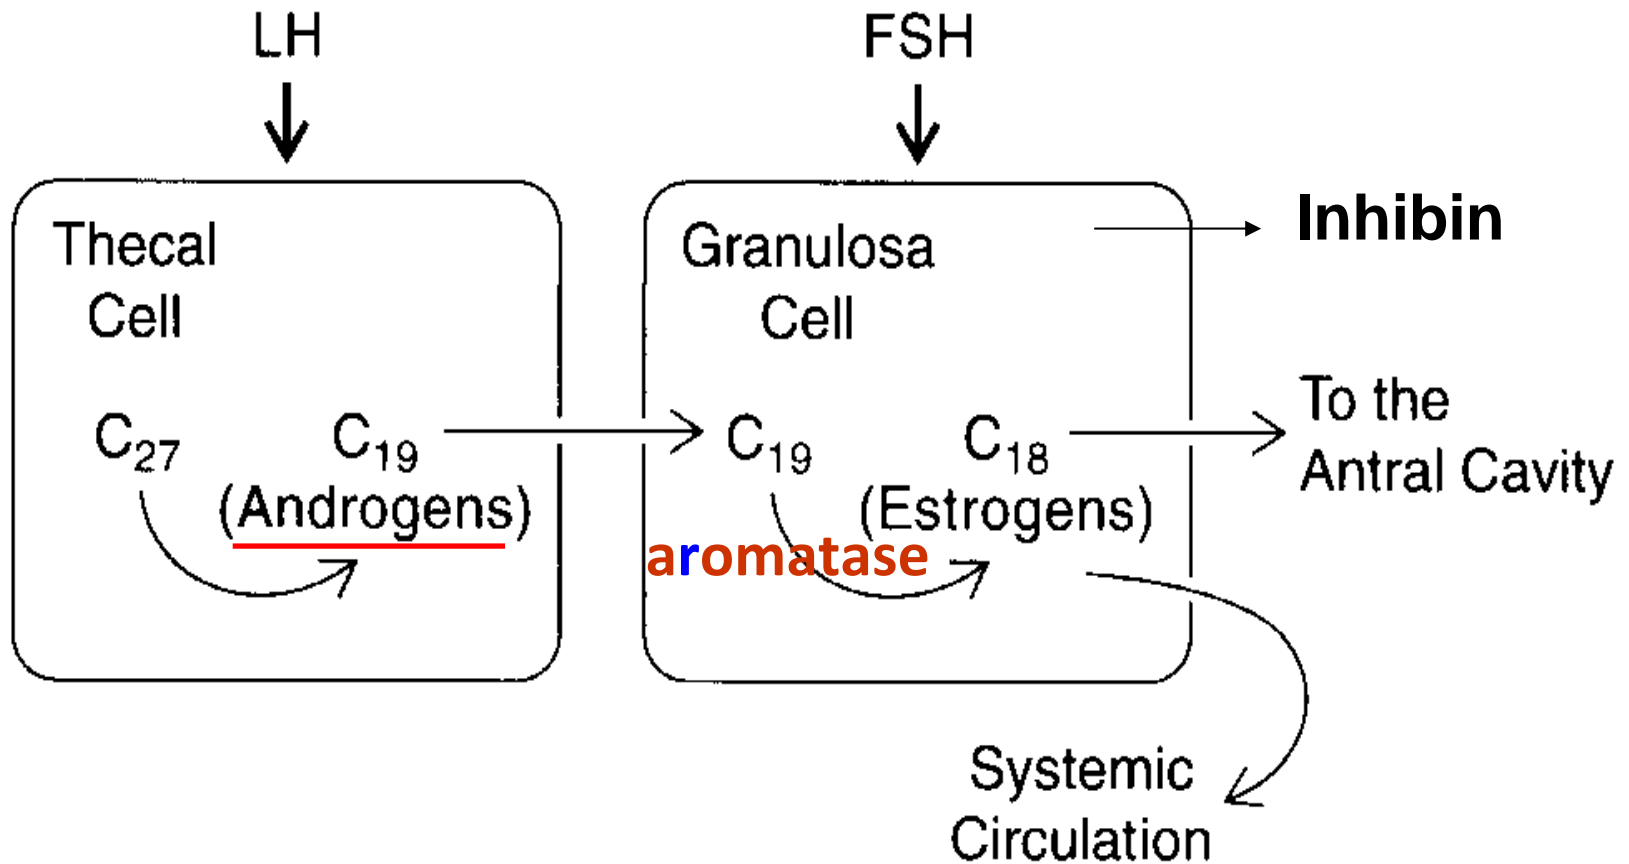 LH
FSH
Thecal
Cell
Granulosa
Cell
Inhibin
C27
C19
(Androgens)
C19
C18
(Estrogens)
aromatase
To the
Antral Cavity
Systemic
Circulation